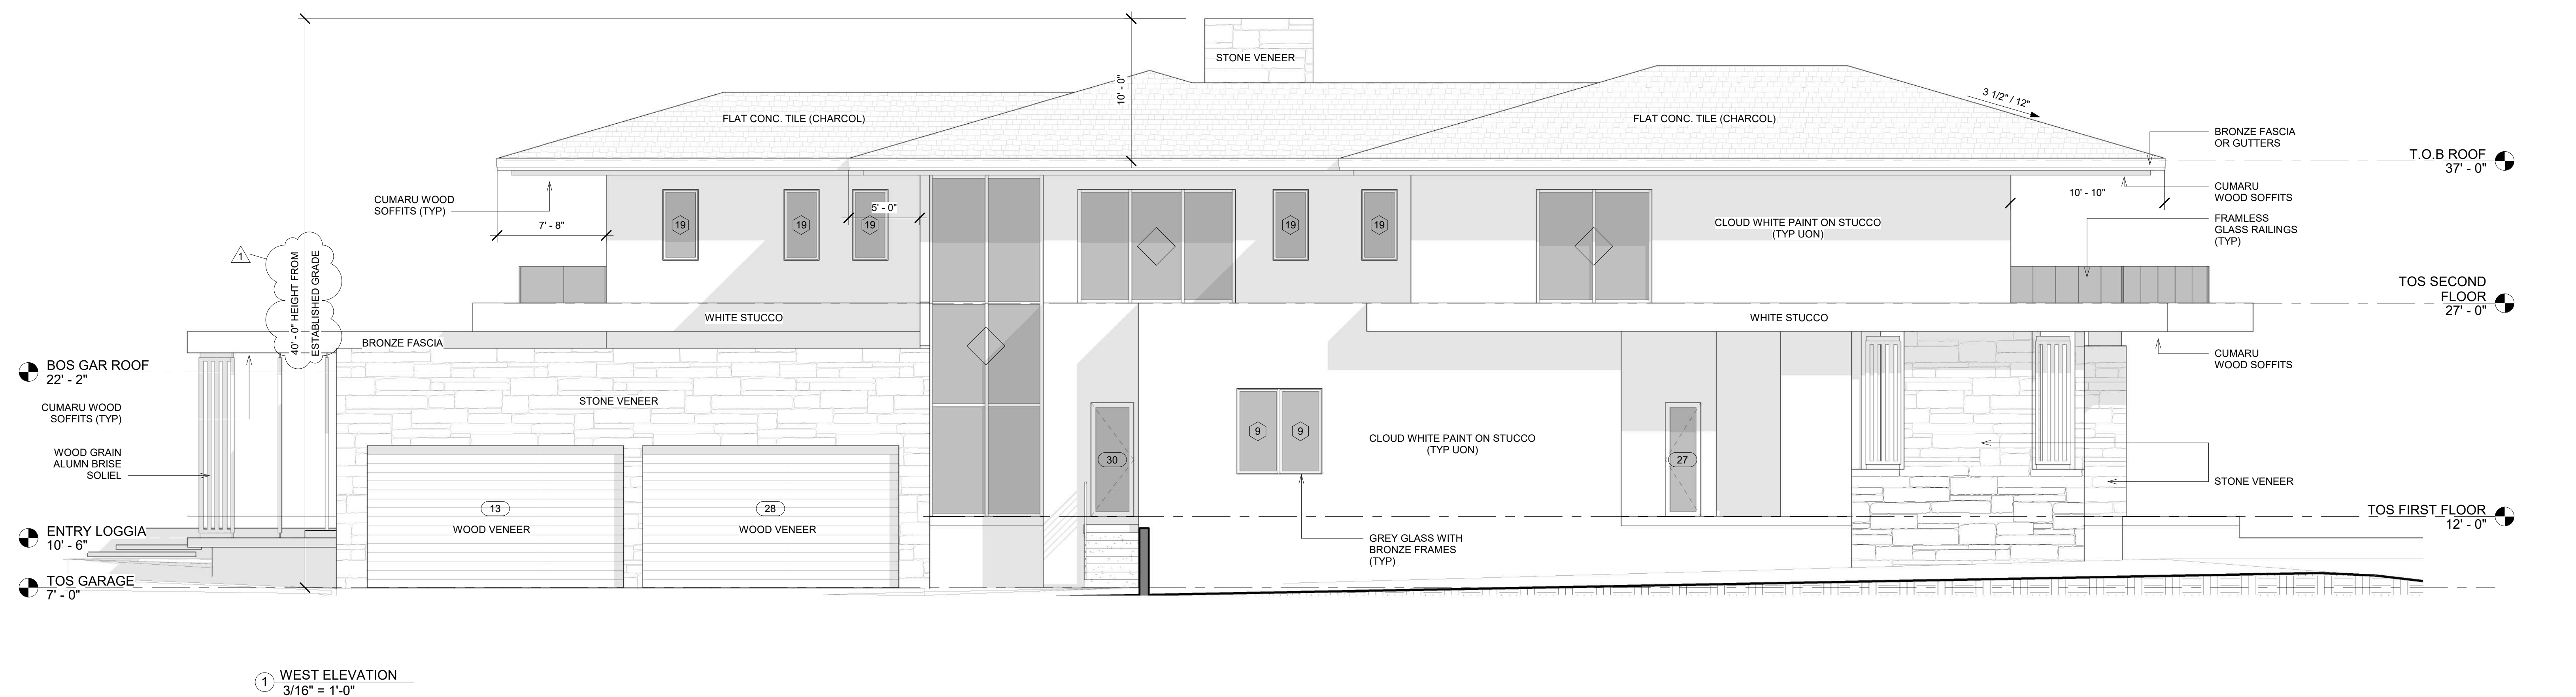 STONE VENEER
10' - 0"
3 1/2" / 12"
FLAT CONC. TILE (CHARCOL)
FLAT CONC. TILE (CHARCOL)
BRONZE FASCIA
OR GUTTERS
T.O.B ROOF
37' - 0"
CUMARU WOOD
SOFFITS (TYP)
7' - 8"
19
19
19
5' - 0"
19
19
CLOUD WHITE PAINT ON STUCCO
(TYP UON)
10' - 10"
CUMARU
WOOD SOFFITS
FRAMLESS
GLASS RAILINGS
(TYP)
1
40' - 0" HEIGHT FROM
ESTABLISHED GRADE
TOS SECOND
FLOOR
27' - 0"
WHITE STUCCO
WHITE STUCCO
BRONZE FASCIA
CUMARU
WOOD SOFFITS
BOS GAR ROOF
22' - 2"
CUMARU WOOD
SOFFITS (TYP)
STONE VENEER
WOOD GRAIN
ALUMN BRISE
SOLIEL
9
9
CLOUD WHITE PAINT ON STUCCO
(TYP UON)
30
27
STONE VENEER
13
WOOD VENEER
28
WOOD VENEER
ENTRY LOGGIA
10' - 6"
TOS FIRST FLOOR
12' - 0"
GREY GLASS WITH
BRONZE FRAMES
(TYP)
TOS GARAGE
7' - 0"
1
WEST ELEVATION
3/16" = 1'-0"